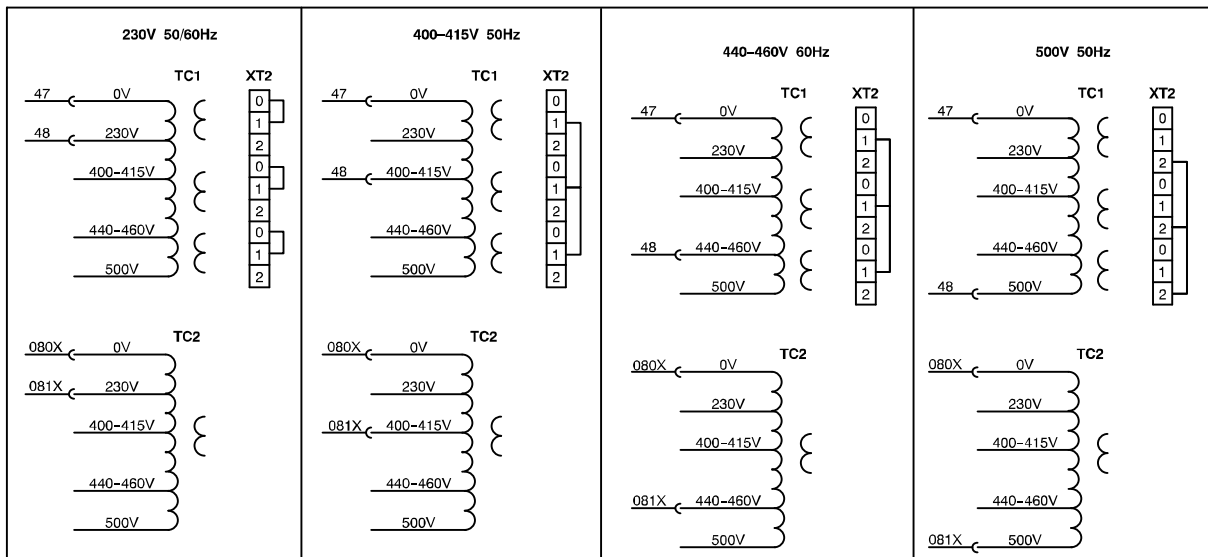 230V 50/60Hz
TC1 XT2
47 0V
48 230V
400–415V
440–460V
500V
0
1
2
0
1
2
0
1
2
TC2
080X 0V
081X 230V
400–415V
440–460V
500V
400–415V 50Hz
TC1 XT2
47 0V
230V
48 400–415V
440–460V
500V
0
1
2
0
1
2
0
1
2
TC2
080X 0V
230V
081X 400–415V
440–460V
500V
440–460V 60Hz
TC1 XT2
47 0V
230V
400–415V
48 440–460V
500V
0
1
2
0
1
2
0
1
2
TC2
080X 0V
230V
400–415V
081X 440–460V
500V
500V 50Hz
TC1 XT2
47 0V
230V
400–415V
440–460V
48 500V
0
1
2
0
1
2
0
1
2
TC2
080X 0V
230V
400–415V
440–460V
081X 500V